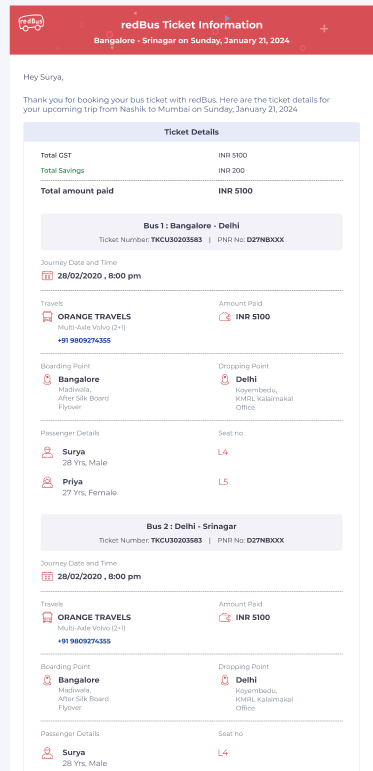 redBus
redBus Ticket Information
Bangalore - Srinagar on Sunday, January 21, 2024
Hey Surya,
Thank you for booking your bus ticket with redBus. Here are the ticket details for
your upcoming trip from Nashik to Mumbai on Sunday, January 21, 2024
Ticket Details
Total GST INR 5100
Total Savings INR 200
Total amount paid INR 5100
Bus 1 : Bangalore - Delhi
Ticket Number: TKCU30203583 | PNR No: D27NBXXX
Journey Date and Time
28/02/2020 , 8:00 pm
Travels Amount Paid
ORANGE TRAVELS INR 5100
Multi-Axle Volvo (2+1)
+91 9809274355
Boarding Point Dropping Point
Bangalore Delhi
Madiwala, Koyembedu,
After Silk Board KMRL Kalaimakal
Flyover Office
Passenger Details Seat no
Surya L4
28 Yrs, Male
Priya L5
27 Yrs, Female
Bus 2 : Delhi - Srinagar
Ticket Number: TKCU30203583 | PNR No: D27NBXXX
Journey Date and Time
28/02/2020 , 8:00 pm
Travels Amount Paid
ORANGE TRAVELS INR 5100
Multi-Axle Volvo (2+1)
+91 9809274355
Boarding Point Dropping Point
Bangalore Delhi
Madiwala, Koyembedu,
After Silk Board KMRL Kalaimakal
Flyover Office
Passenger Details Seat no
Surya L4
28 Yrs, Male